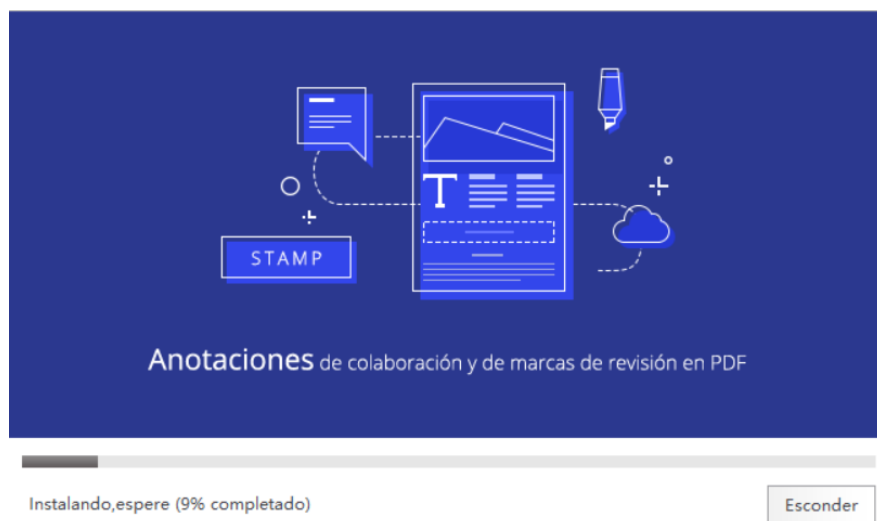 T
STAMP
Anotaciones de colaboración y de marcas de revisión en PDF
Instalando,espere (9% completado)
Esconder